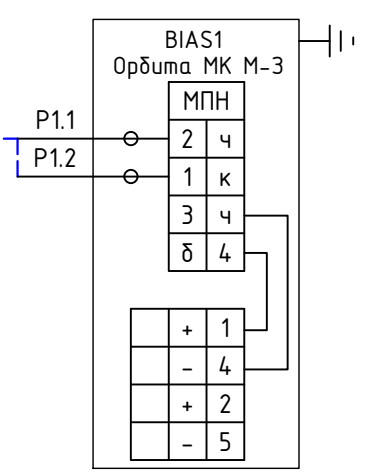 BIAS1
Орбита МК М-3
МПН
P1.1
2 ч
P1.2
1 к
3 ч
б 4
+ 1
- 4
+ 2
- 5